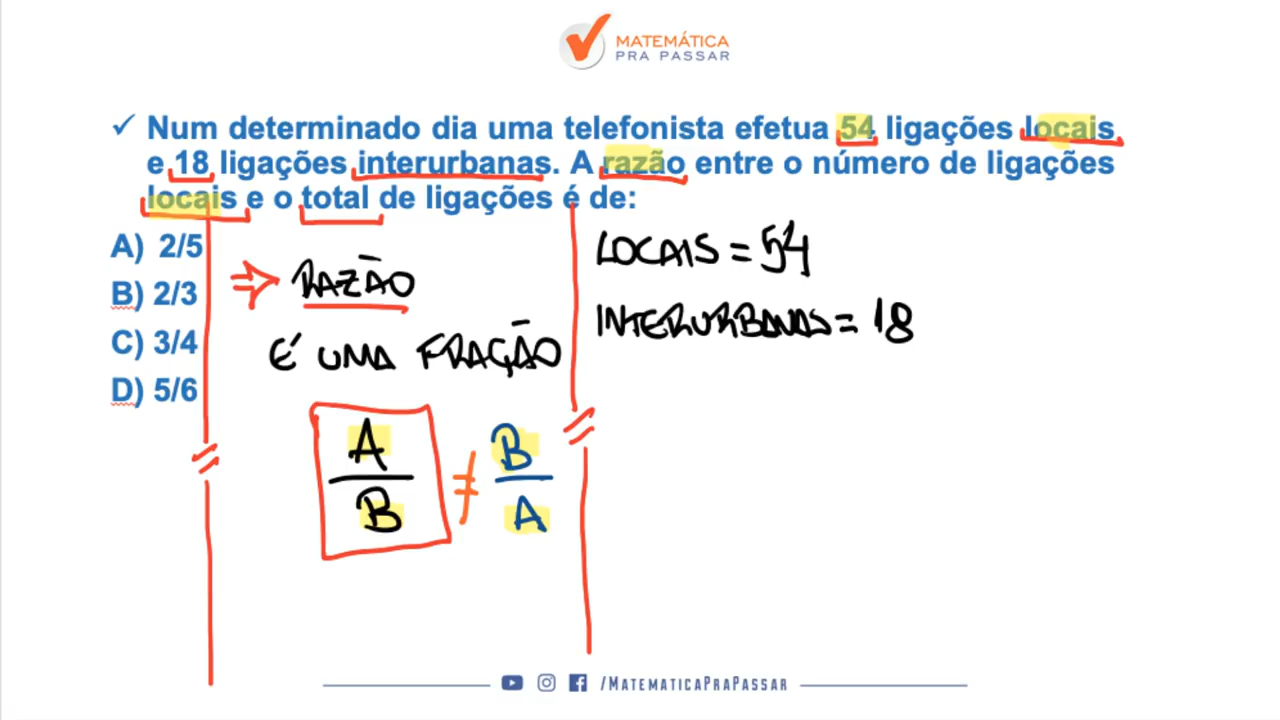 MATEMÁTICA
PRA PASSAR
✓ Num determinado dia uma telefonista efetua 54 ligações locais
e 18 ligações interurbanas. A razão entre o número de ligações
locais e o total de ligações é de:
A) 2/5
B) 2/3
C) 3/4
D) 5/6
⇒ RAZÃO
É UMA FRAÇÃO
A/B ≠ B/A
LOCAIS = 54
INTERURBANAS = 18
/MATEMATICAPRAPASSAR